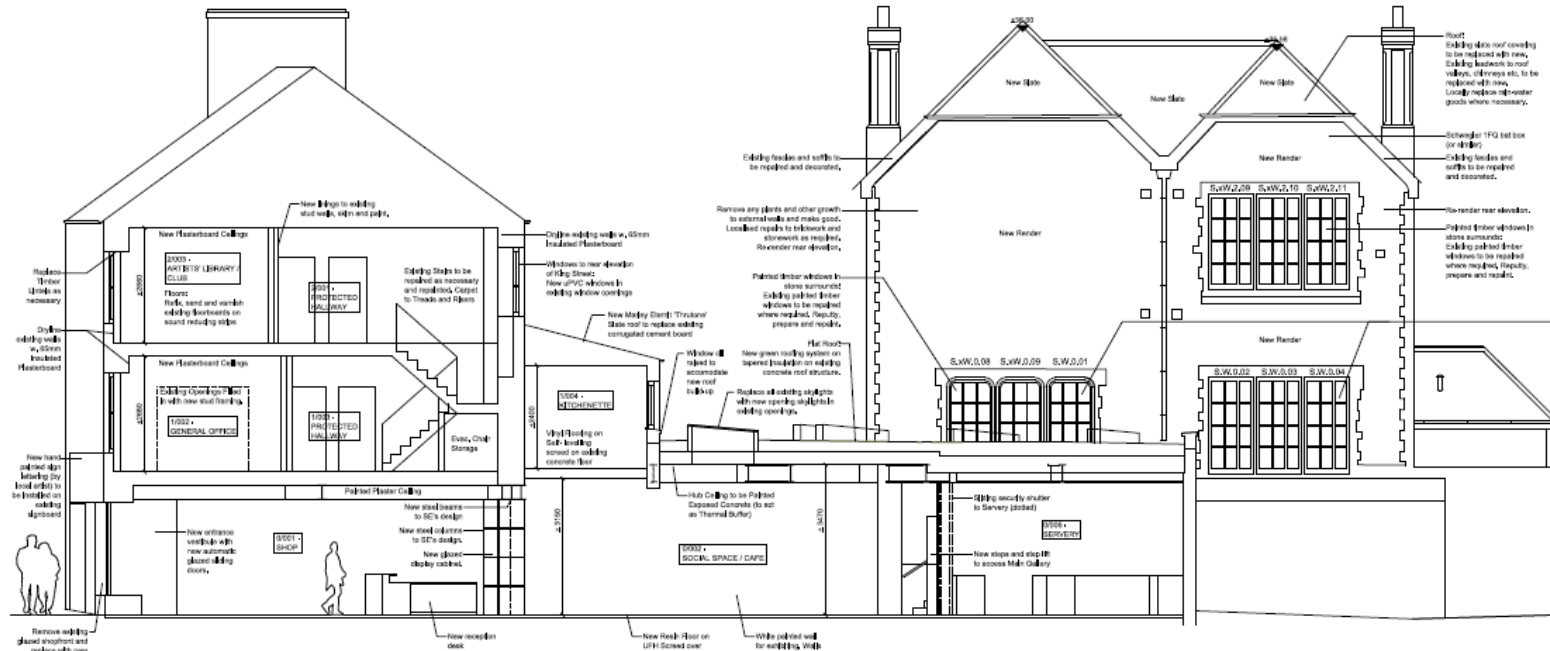 ±36.00
±35.56
New Slate
New Slate
New Slate
Roof:
Existing slate roof covering
to be replaced with new.
Existing leadwork to roof
valleys, chimneys etc, to be
replaced with new.
Locally replace rain-water
goods where necessary.
Schwegler 1FQ bat box
(or similar)
Existing fascias and
soffits to be repaired
and decorated.
Existing fascias and soffits to
be repaired and decorated.
New Render
S.xW.2.09 S.xW.2.10 S.xW.2.11
Re-render rear elevation.
Painted timber windows in
stone surrounds:
Existing painted timber
windows to be repaired
where required, Reputty,
prepare and repaint.
Remove any plants and other growth
to external walls and make good.
Localised repairs to brickwork and
stonework as required.
Re-render rear elevation.
New Render
Painted timber windows in
stone surrounds:
Existing painted timber
windows to be repaired
where required. Reputty,
prepare and repaint.
New Render
Flat Roof:
New green roofing system on
tapered insulation on existing
concrete roof structure.
S.xW.0.08 S.xW.0.09 S.W.0.01
S.W.0.02 S.W.0.03 S.W.0.04
Replace all existing skylights
with new opening skylights in
existing openings.
New linings to existing
stud walls, skim and paint.
New Plasterboard Ceilings
2/003 -
ARTISTS' LIBRARY /
CLUB
Floors:
Refix, sand and varnish
existing floorboards on
sound reducing strips
2/001 -
PROTECTED
HALLWAY
Existing Stairs to be
repaired as necessary
and repainted. Carpet
to Treads and Risers
Dryline existing walls w. 65mm
Insulated Plasterboard
Windows to rear elevation
of King Street:
New uPVC windows in
existing window openings
Replace
Timber
Lintels as
necessary
Dryline
existing walls
w. 65mm
Insulated
Plasterboard
New Marley Eternit 'Thrutone'
Slate roof to replace existing
corrugated cement board
Window cill
raised to
accomodate
new roof
build-up
New Plasterboard Ceilings
Existing Openings Filled
in with new stud framing.
1/002 -
GENERAL OFFICE
1/003 -
PROTECTED
HALLWAY
Evac. Chair
Storage
1/004 -
KITCHENETTE
±2400
Vinyl Flooring on
Self- levelling
screed on existing
concrete floor
New hand
painted sign
lettering (by
local artist) to
be installed on
existing
signboard
Painted Plaster Ceiling
New steel beams
to SE's design
New steel columns
to SE's design.
New glazed
display cabinet.
New entrance
vestibule with
new automatic
glazed sliding
doors.
0/001 -
SHOP
±3150
Hub Ceiling to be Painted
Exposed Concrete (to act
as Thermal Buffer)
±3470
0/002 -
SOCIAL SPACE / CAFE
Sliding security shutter
to Servery (dotted)
0/006 -
SERVERY
New steps and step lift
to access Main Gallery
Remove existing
glazed shopfront and
replace with new
New reception
desk
New Resin Floor on
UFH Screed over
White painted wall
for exhibiting. Walls